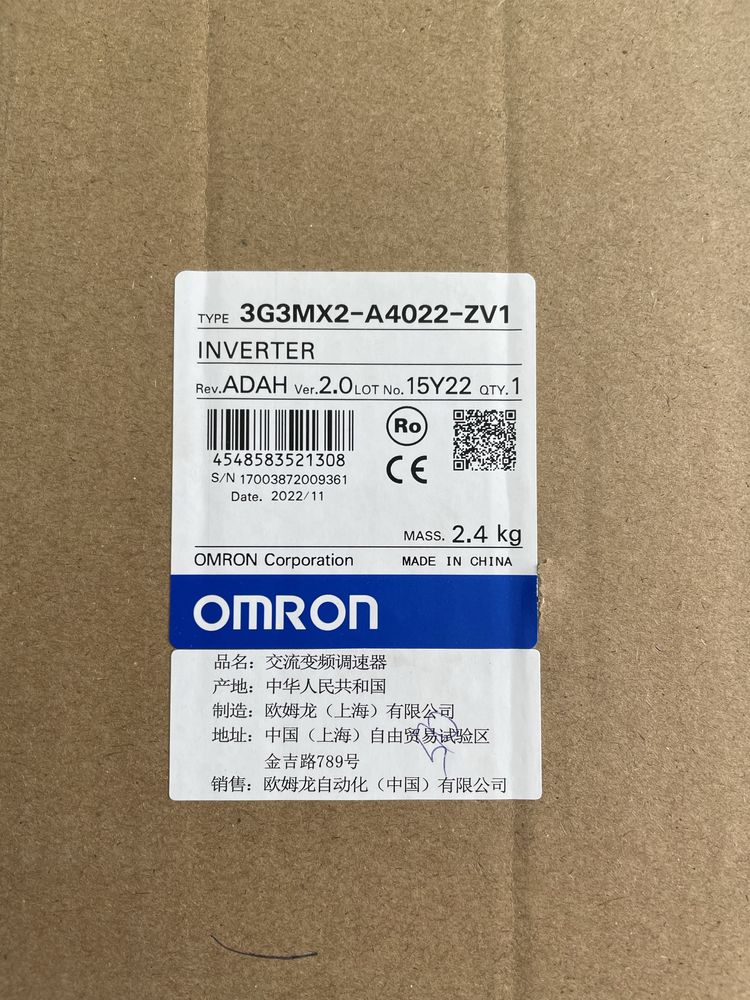 TYPE 3G3MX2-A4022-ZV1
INVERTER
Rev.ADAH Ver.2.0 LOT No.15Y22 QTY.1
4548583521308
S/N 17003872009361
Date. 2022/11
Ro
CE
MASS. 2.4 kg
OMRON Corporation MADE IN CHINA
OMRON
品名：交流变频调速器
产地：中华人民共和国
制造：欧姆龙（上海）有限公司
地址：中国（上海）自由贸易试验区
金吉路789号
销售：欧姆龙自动化（中国）有限公司